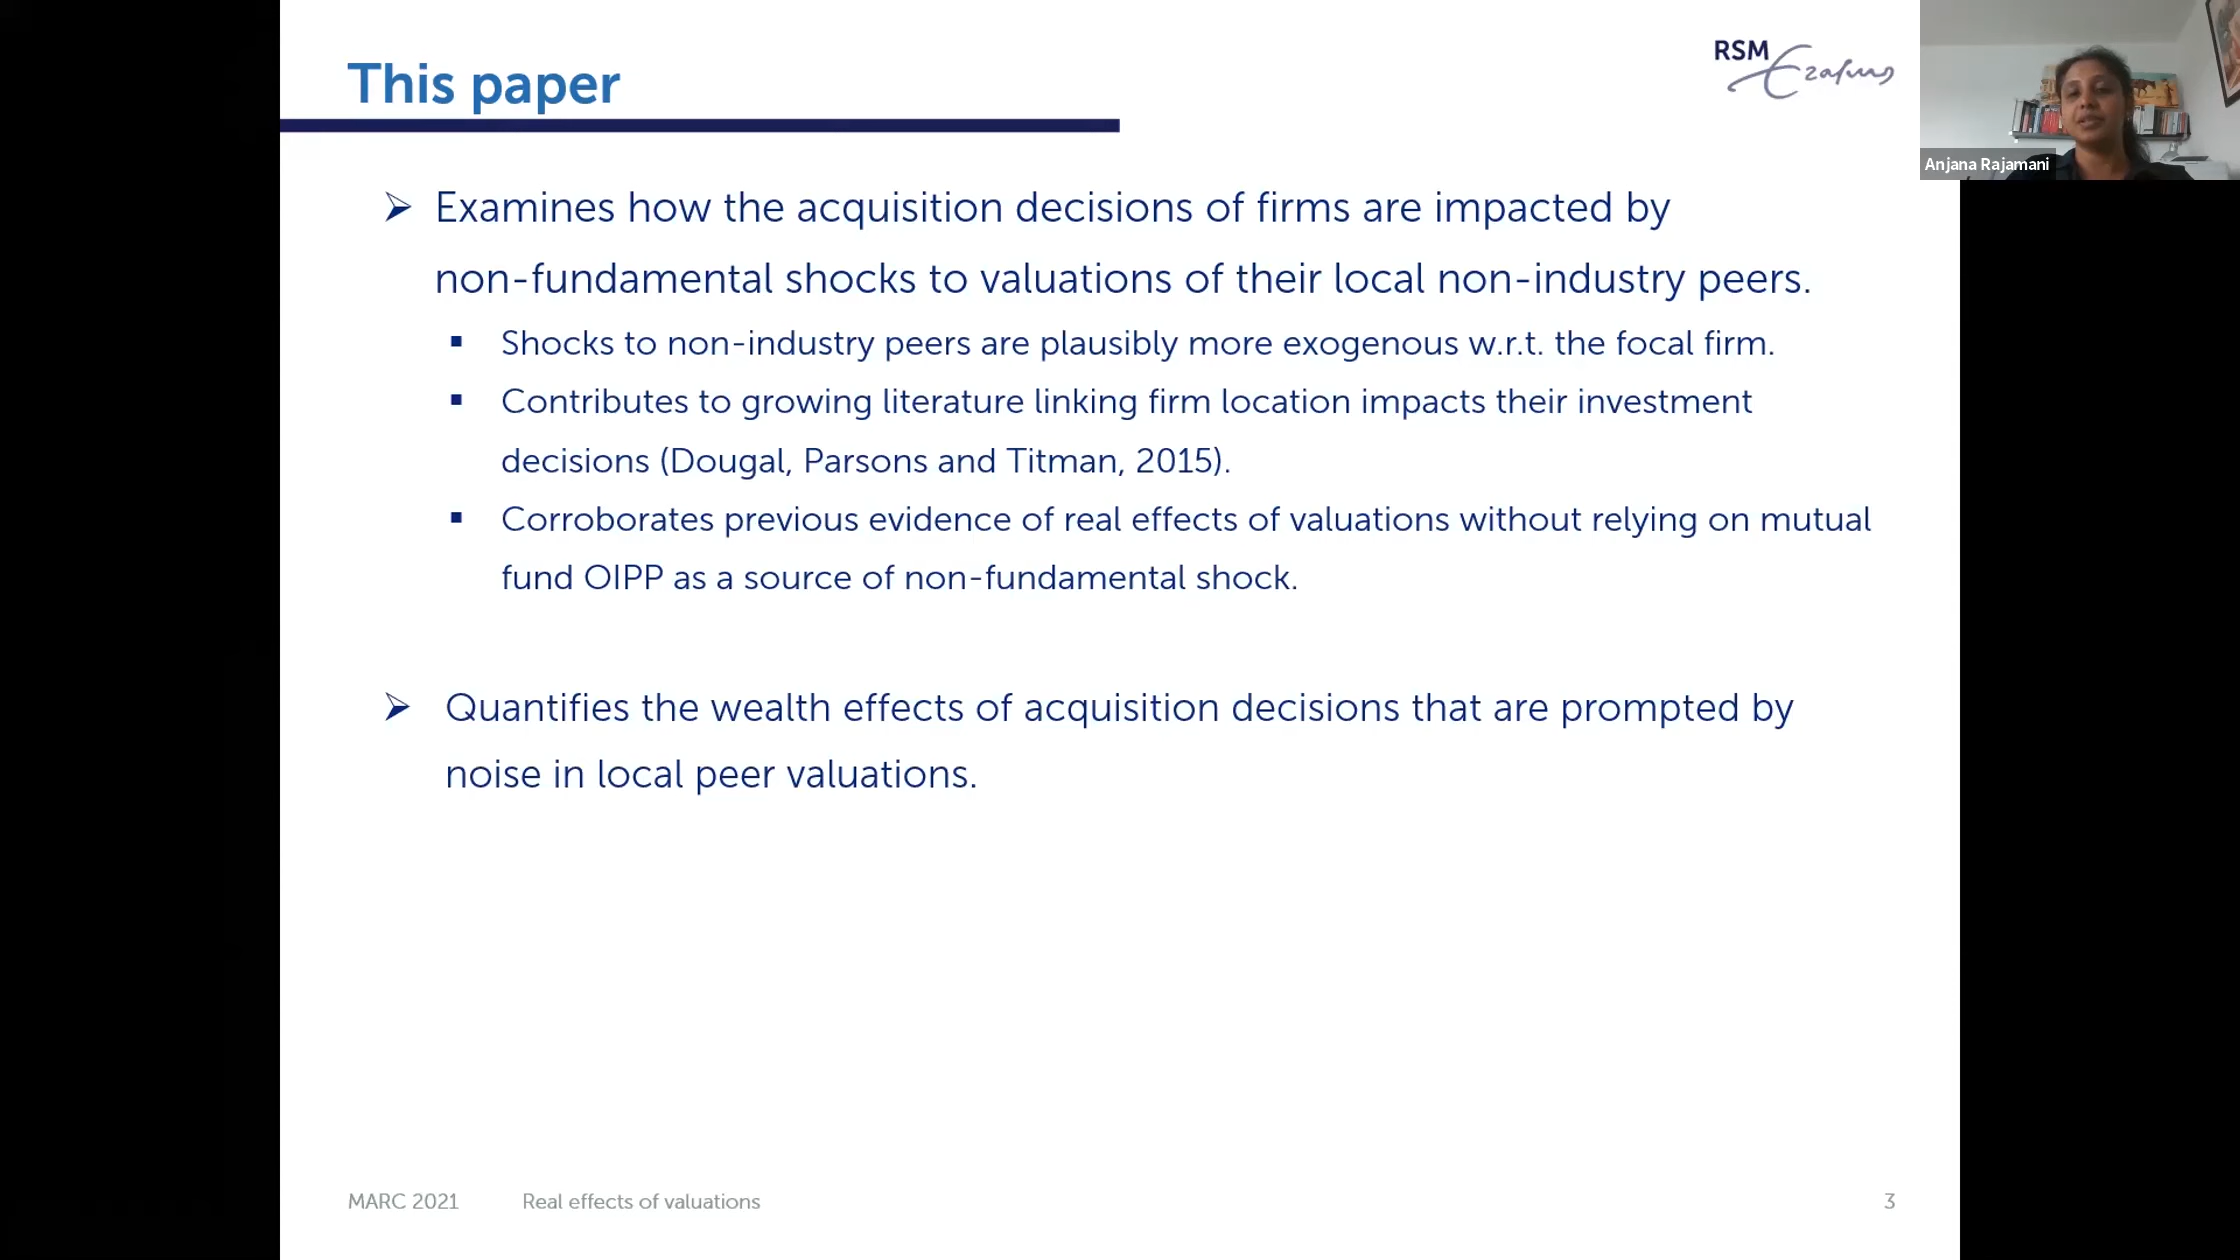 This paper
RSM
Erasmus
Anjana Rajamani
Examines how the acquisition decisions of firms are impacted by
non-fundamental shocks to valuations of their local non-industry peers.
Shocks to non-industry peers are plausibly more exogenous w.r.t. the focal firm.
Contributes to growing literature linking firm location impacts their investment
decisions (Dougal, Parsons and Titman, 2015).
Corroborates previous evidence of real effects of valuations without relying on mutual
fund OIPP as a source of non-fundamental shock.
Quantifies the wealth effects of acquisition decisions that are prompted by
noise in local peer valuations.
MARC 2021
Real effects of valuations
3